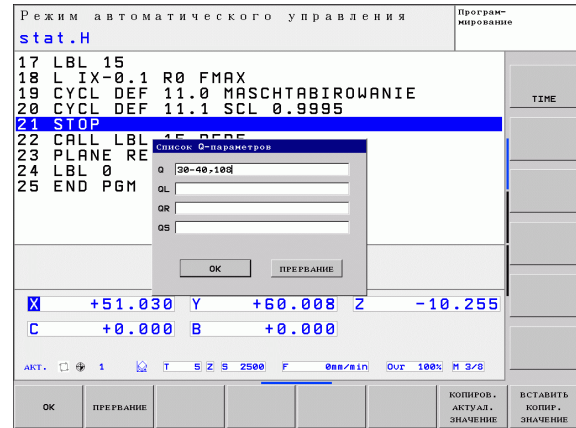 Режим автоматического управления
Програм-
мирование
stat.H
17 LBL 15
18 L IX-0.1 R0 FMAX
19 CYCL DEF 11.0 MASCHTABIROWANIE
20 CYCL DEF 11.1 SCL 0.9995
21 STOP
22 CALL LBL 15 REP5
23 PLANE RE
24 LBL 0
25 END PGM
Список Q-параметров
Q 30-40,108
QL
QR
QS
OK ПРЕРВАНИЕ
X +51.030 Y +60.008 Z -10.255
C +0.000 B +0.000
АКТ. 1 T 5 Z S 2500 F 0mm/min Ovr 100% M 3/8
TIME
OK
ПРЕРВАНИЕ
КОПИРОВ.
АКТУАЛ.
ЗНАЧЕНИЕ
ВСТАВИТЬ
КОПИР.
ЗНАЧЕНИЕ